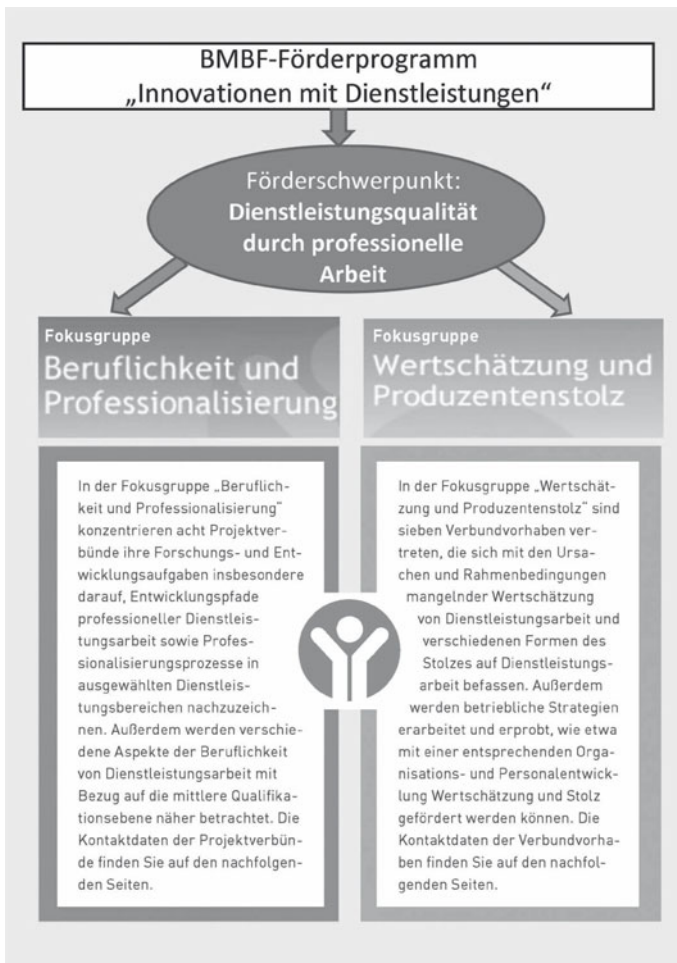 BMBF-Förderprogramm
„Innovationen mit Dienstleistungen“
Förderschwerpunkt:
Dienstleistungsqualität
durch professionelle
Arbeit
Fokusgruppe
Beruflichkeit und
Professionalisierung
In der Fokusgruppe „Beruflich-
keit und Professionalisierung“
konzentrieren acht Projektver-
bünde ihre Forschungs- und Ent-
wicklungsaufgaben insbesondere
darauf, Entwicklungspfade
professioneller Dienstleis-
tungsarbeit sowie Profes-
sionalisierungsprozesse in
ausgewählten Dienstleis-
tungsbereichen nachzuzeich-
nen. Außerdem werden verschie-
dene Aspekte der Beruflichkeit
von Dienstleistungsarbeit mit
Bezug auf die mittlere Qualifika-
tionsebene näher betrachtet. Die
Kontaktdaten der Projektverbün-
de finden Sie auf den nachfolgen-
den Seiten.
Fokusgruppe
Wertschätzung und
Produzentenstolz
In der Fokusgruppe „Wertschät-
zung und Produzentenstolz“ sind
sieben Verbundvorhaben ver-
treten, die sich mit den Ursa-
chen und Rahmenbedingungen
mangelnder Wertschätzung
von Dienstleistungsarbeit und
verschiedenen Formen des
Stolzes auf Dienstleistungs-
arbeit befassen. Außerdem
werden betriebliche Strategien
erarbeitet und erprobt, wie etwa
mit einer entsprechenden Orga-
nisations- und Personalentwick-
lung Wertschätzung und Stolz
gefördert werden können. Die
Kontaktdaten der Verbundvorha-
ben finden Sie auf den nachfol-
genden Seiten.